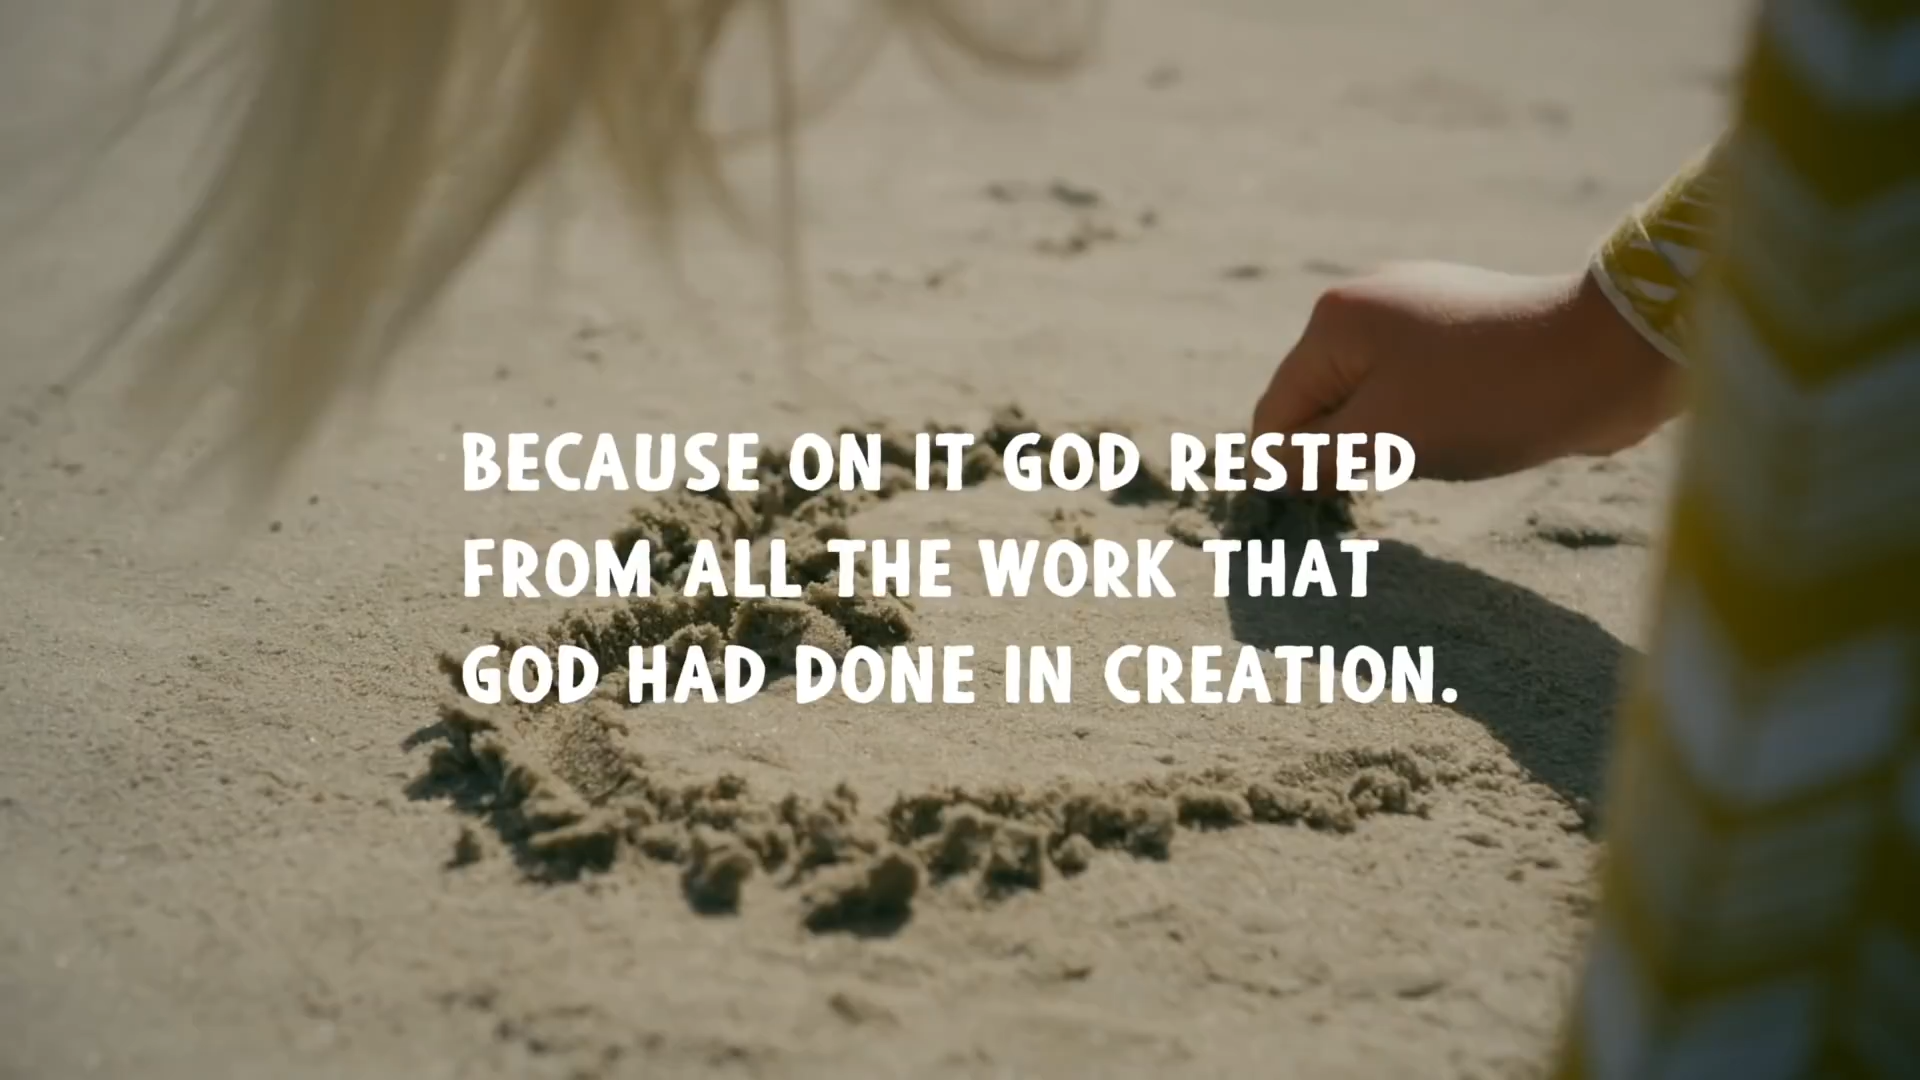 BECAUSE ON IT GOD RESTED
FROM ALL THE WORK THAT
GOD HAD DONE IN CREATION.